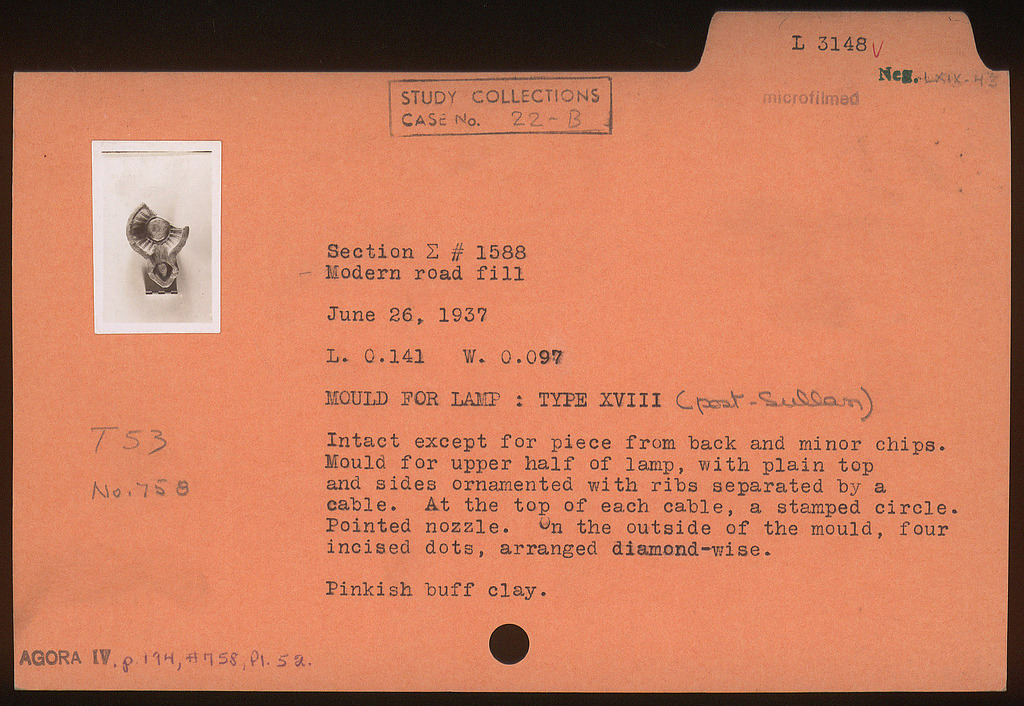 L 3148 V
Neg. LXIX-43
microfilmed
STUDY COLLECTIONS
CASE No. 22-B
Section Σ # 1588
- Modern road fill
June 26, 1937
L. 0.141 W. 0.097
MOULD FOR LAMP : TYPE XVIII (post-Sullan)
T 53
No. 758
Intact except for piece from back and minor chips.
Mould for upper half of lamp, with plain top
and sides ornamented with ribs separated by a
cable. At the top of each cable, a stamped circle.
Pointed nozzle. On the outside of the mould, four
incised dots, arranged diamond-wise.
Pinkish buff clay.
AGORA IV, p. 194, #758, Pl. 52.